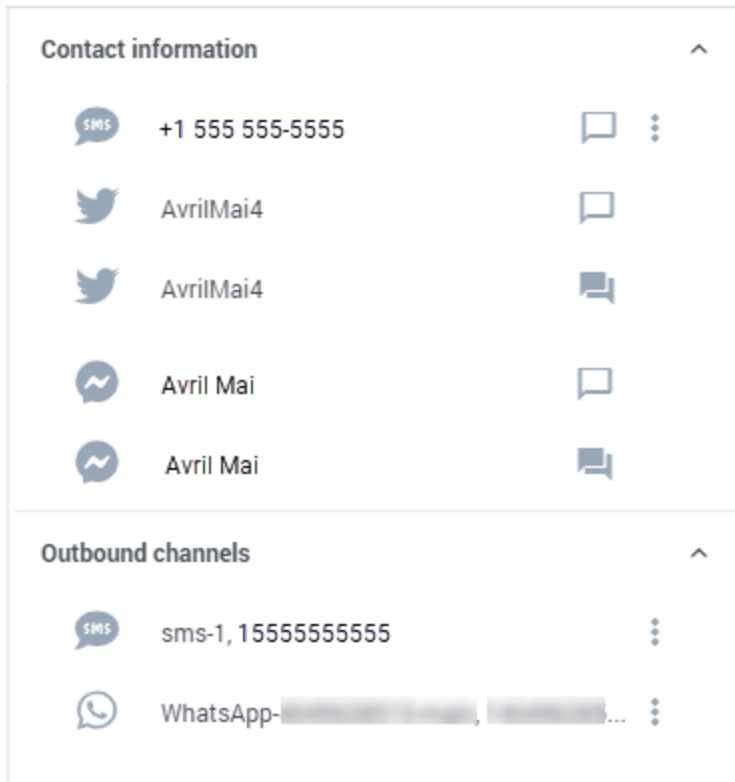 Contact information
SMS +1 555 555-5555
AvrilMai4
AvrilMai4
Avril Mai
Avril Mai
Outbound channels
SMS sms-1, 15555555555
WhatsApp-